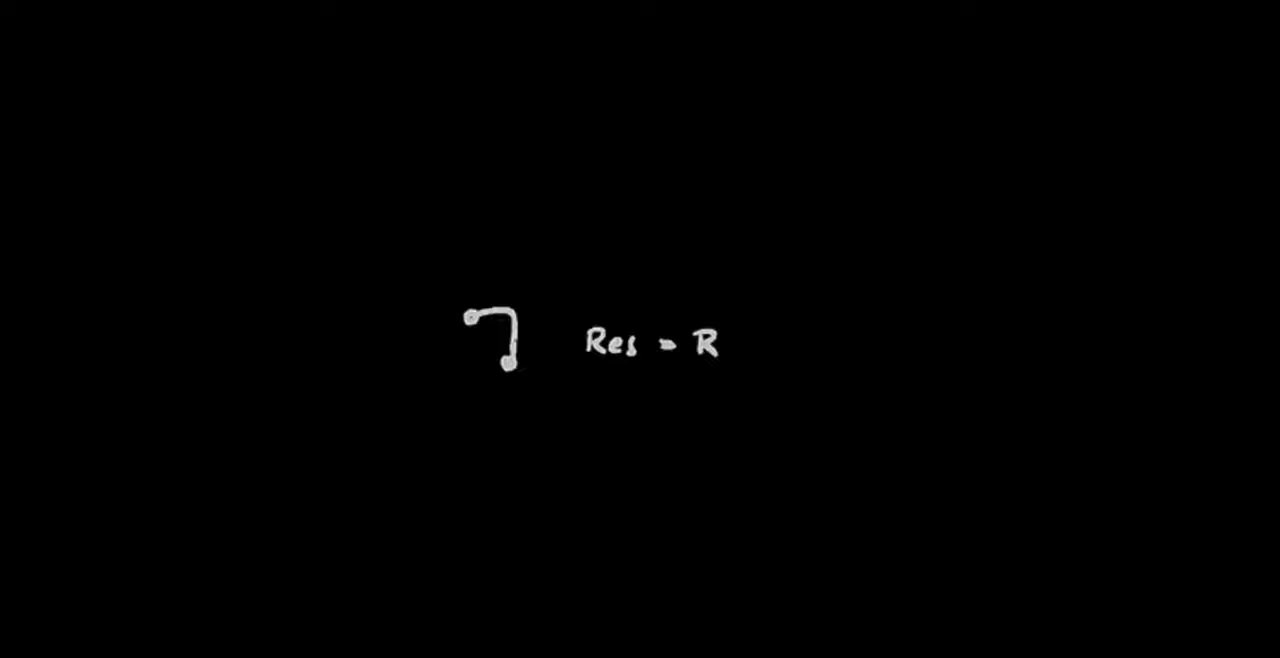 Res = R